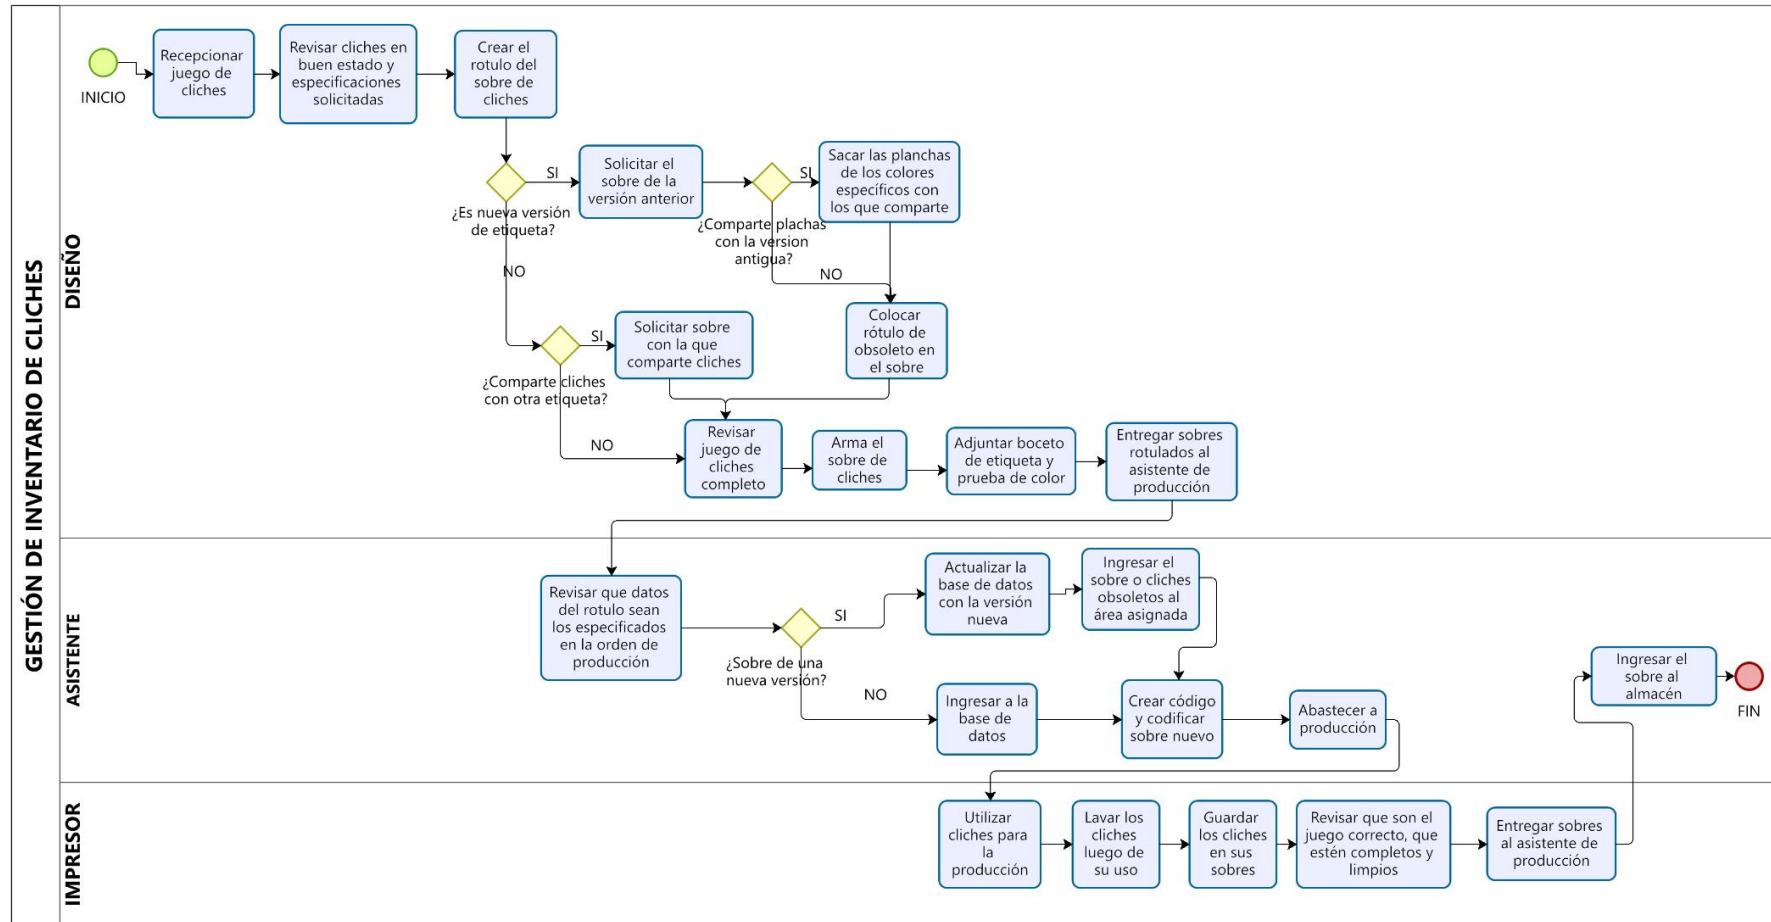 GESTIÓN DE INVENTARIO DE CLICHES
DISEÑO
INICIO
Recepcionar
juego de
cliches
Revisar cliches en
buen estado y
especificaciones
solicitadas
Crear el
rotulo del
sobre de
cliches
¿Es nueva versión
de etiqueta?
SI
NO
Solicitar el
sobre de la
versión anterior
¿Comparte plachas
con la version
antigua?
SI
NO
Sacar las planchas
de los colores
específicos con
los que comparte
Colocar
rótulo de
obsoleto en
el sobre
¿Comparte cliches
con otra etiqueta?
SI
NO
Solicitar sobre
con la que
comparte cliches
Revisar
juego de
cliches
completo
Arma el
sobre de
cliches
Adjuntar boceto
de etiqueta y
prueba de color
Entregar sobres
rotulados al
asistente de
producción
ASISTENTE
Revisar que datos
del rotulo sean
los especificados
en la orden de
producción
¿Sobre de una
nueva versión?
SI
NO
Actualizar la
base de datos
con la versión
nueva
Ingresar el
sobre o cliches
obsoletos al
área asignada
Ingresar a la
base de
datos
Crear código
y codificar
sobre nuevo
Abastecer a
producción
Ingresar el
sobre al
almacén
FIN
IMPRESOR
Utilizar
cliches para
la
producción
Lavar los
cliches
luego de
su uso
Guardar
los cliches
en sus
sobres
Revisar que son el
juego correcto, que
estén completos y
limpios
Entregar sobres
al asistente de
producción